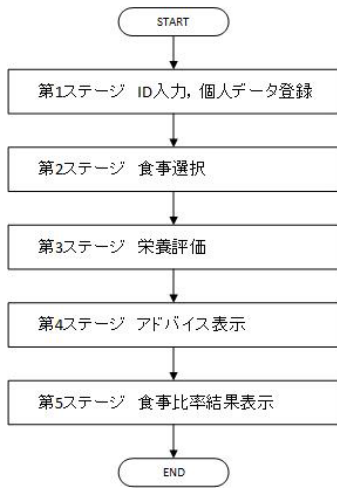 START
第1ステージ ID入力, 個人データ登録
第2ステージ 食事選択
第3ステージ 栄養評価
第4ステージ アドバイス表示
第5ステージ 食事比率結果表示
END